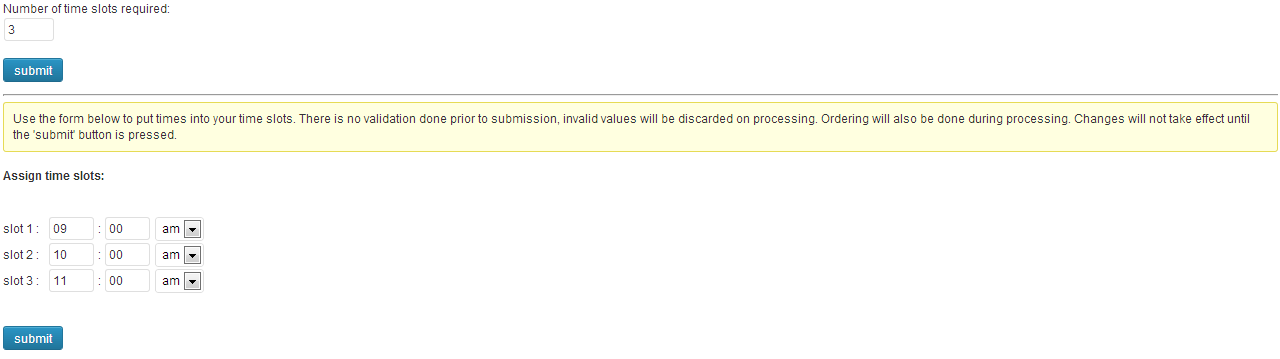 Number of time slots required:
3
submit
Use the form below to put times into your time slots. There is no validation done prior to submission, invalid values will be discarded on processing. Ordering will also be done during processing. Changes will not take effect until
the 'submit' button is pressed.
Assign time slots:
slot 1 : 09 : 00 am
slot 2 : 10 : 00 am
slot 3 : 11 : 00 am
submit